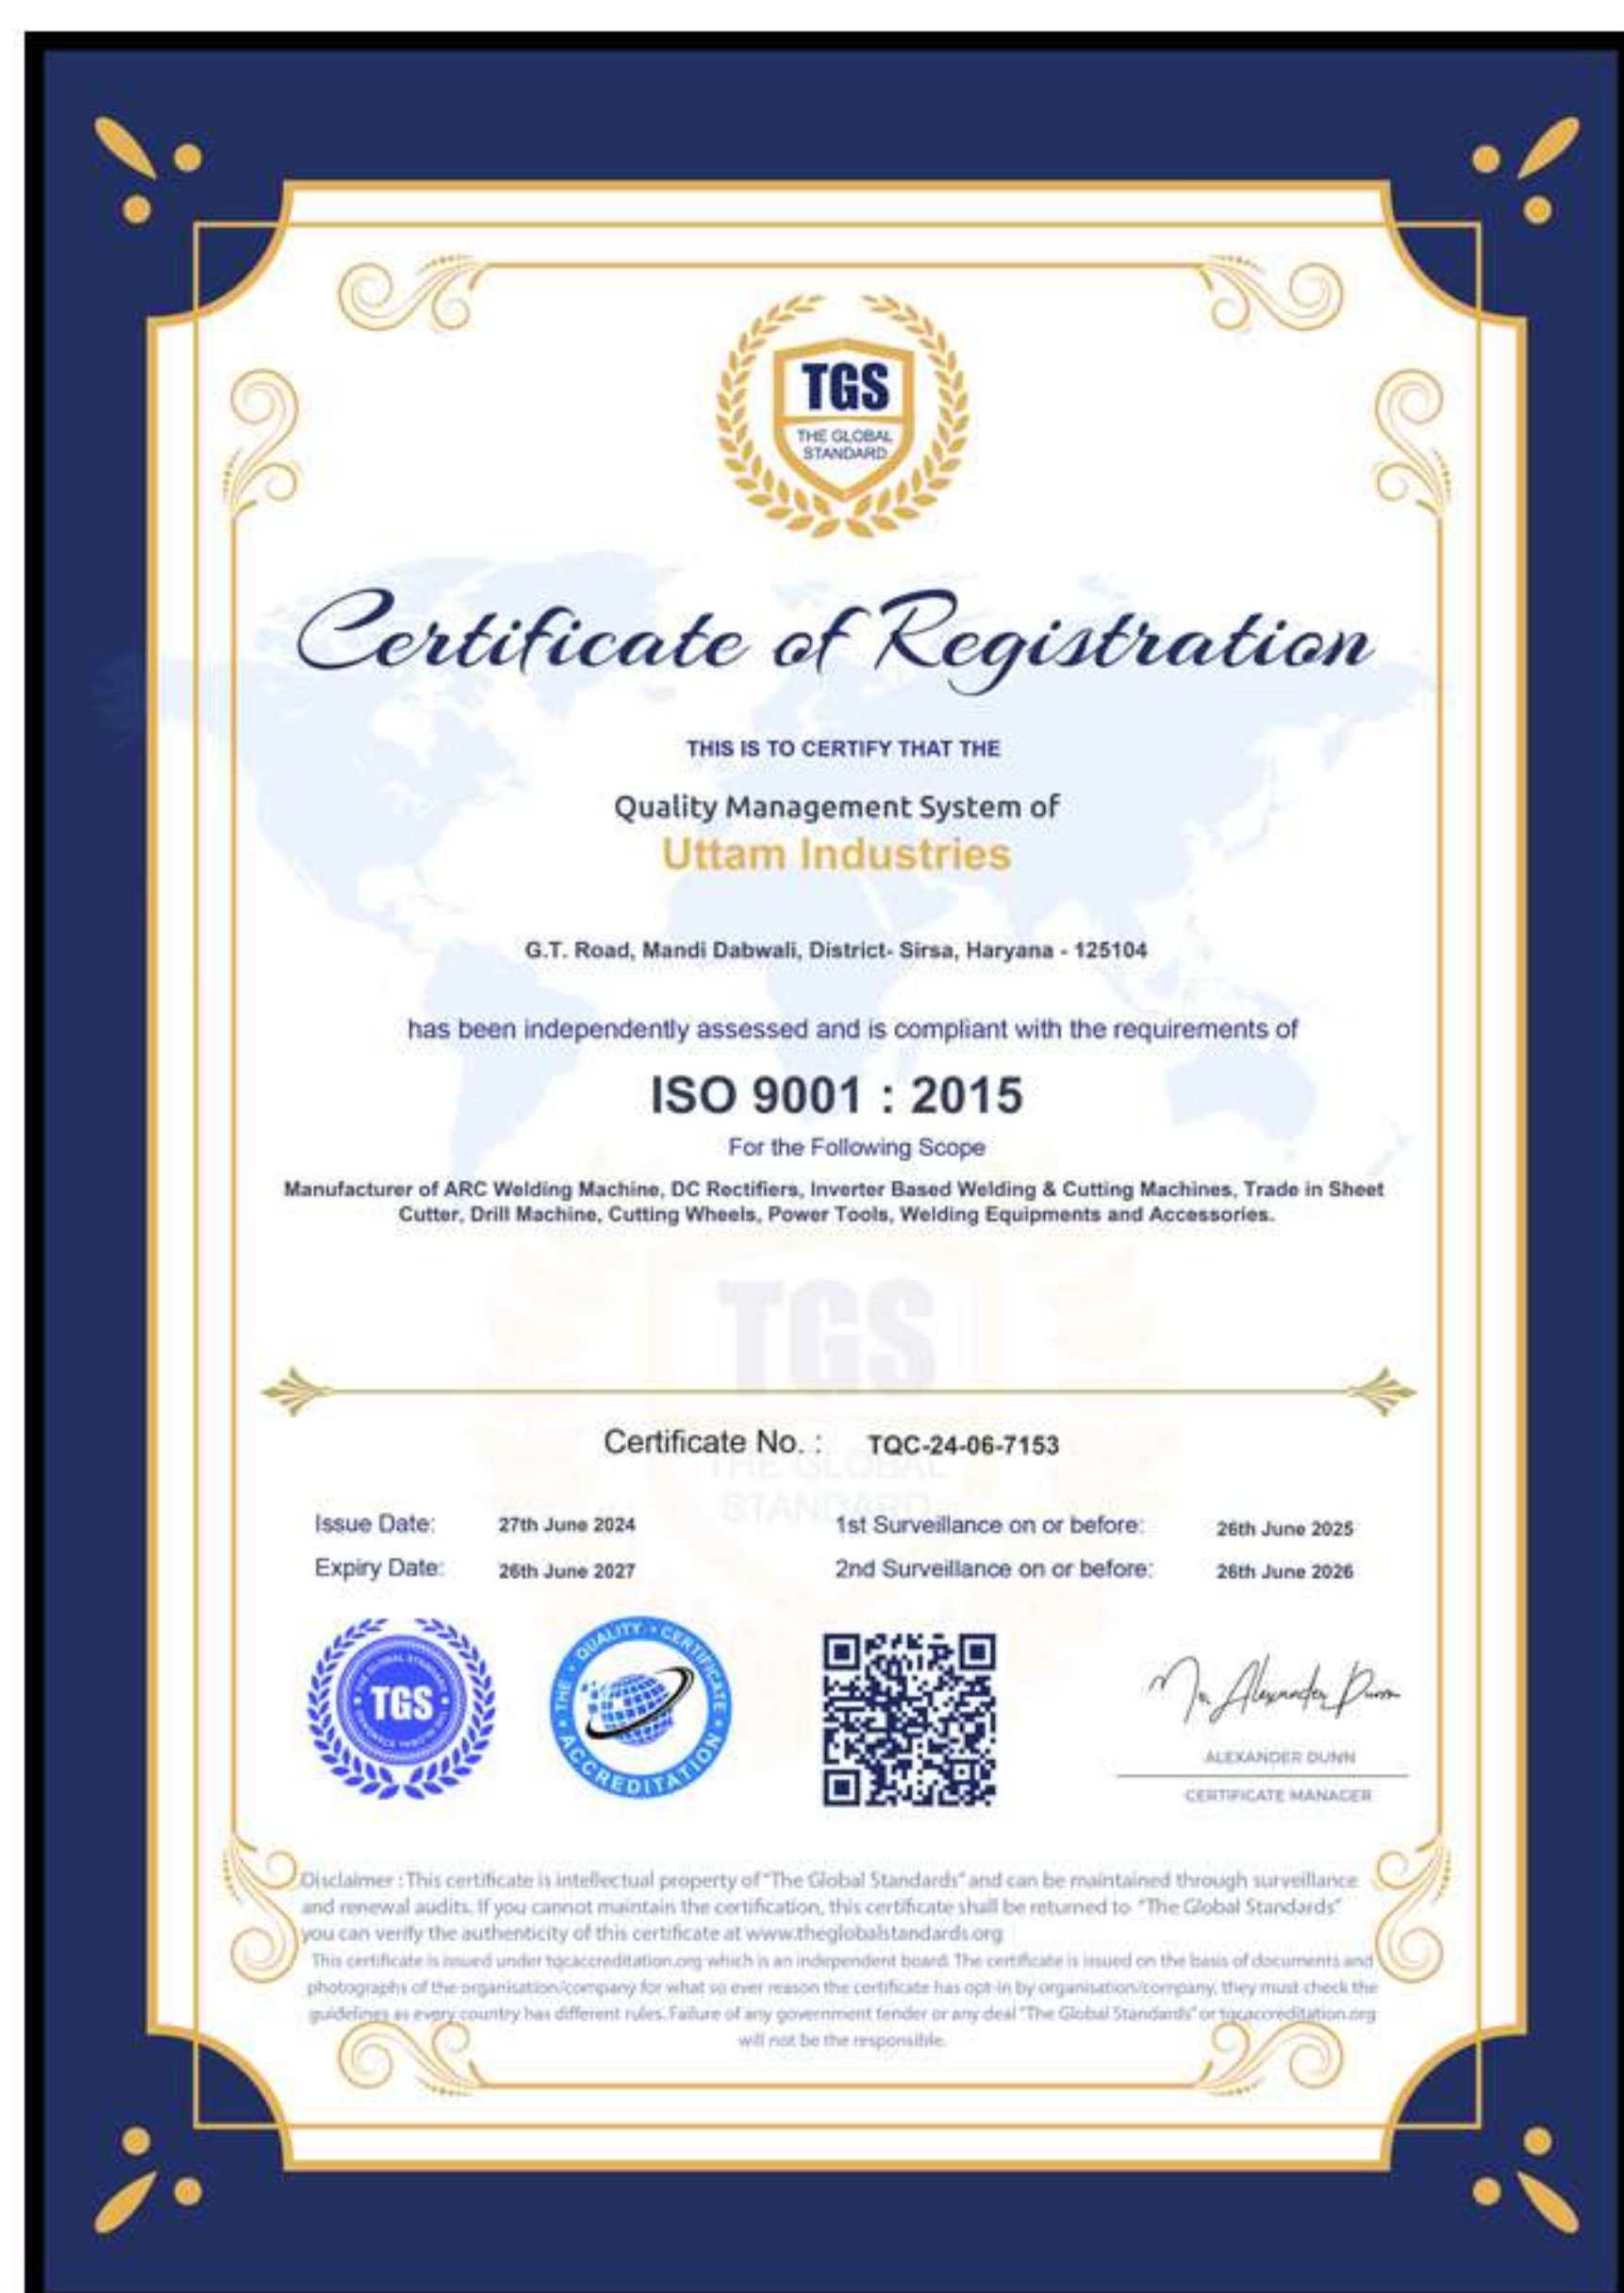 TGS
THE GLOBAL
STANDARD
Certificate of Registration
THIS IS TO CERTIFY THAT THE
Quality Management System of
Uttam Industries
G.T. Road, Mandi Dabwali, District- Sirsa, Haryana - 125104
has been independently assessed and is compliant with the requirements of
ISO 9001 : 2015
For the Following Scope
Manufacturer of ARC Welding Machine, DC Rectifiers, Inverter Based Welding & Cutting Machines, Trade in Sheet
Cutter, Drill Machine, Cutting Wheels, Power Tools, Welding Equipments and Accessories.
TGS
THE GLOBAL
STANDARD
Certificate No. : TQC-24-06-7153
Issue Date: 27th June 2024 1st Surveillance on or before: 26th June 2025
Expiry Date: 26th June 2027 2nd Surveillance on or before: 26th June 2026
TGS
THE • QUALITY • CERTIFICATE
ACCREDITATION
Alexander Dunn
ALEXANDER DUNN
CERTIFICATE MANAGER
Disclaimer : This certificate is intellectual property of "The Global Standards" and can be maintained through surveillance
and renewal audits. If you cannot maintain the certification, this certificate shall be returned to "The Global Standards"
you can verify the authenticity of this certificate at www.theglobalstandards.org
This certificate is issued under tqcaccreditation.org which is an independent board. The certificate is issued on the basis of documents and
photographs of the organisation/company for what so ever reason the certificate has opt-in by organisation/company, they must check the
guidelines as every country has different rules. Failure of any government tender or any deal "The Global Standards" or tqcaccreditation.org
will not be the responsible.